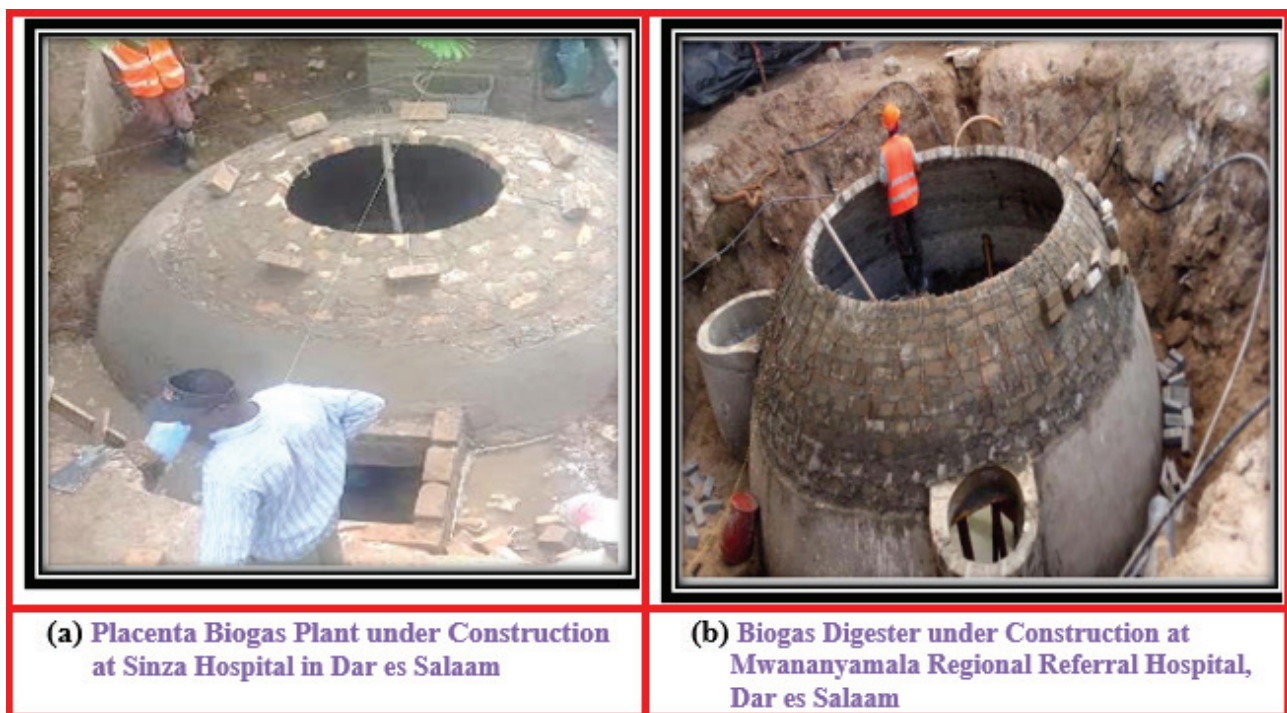 (a) Placenta Biogas Plant under Construction
at Sinza Hospital in Dar es Salaam
(b) Biogas Digester under Construction at
Mwananyamala Regional Referral Hospital,
Dar es Salaam